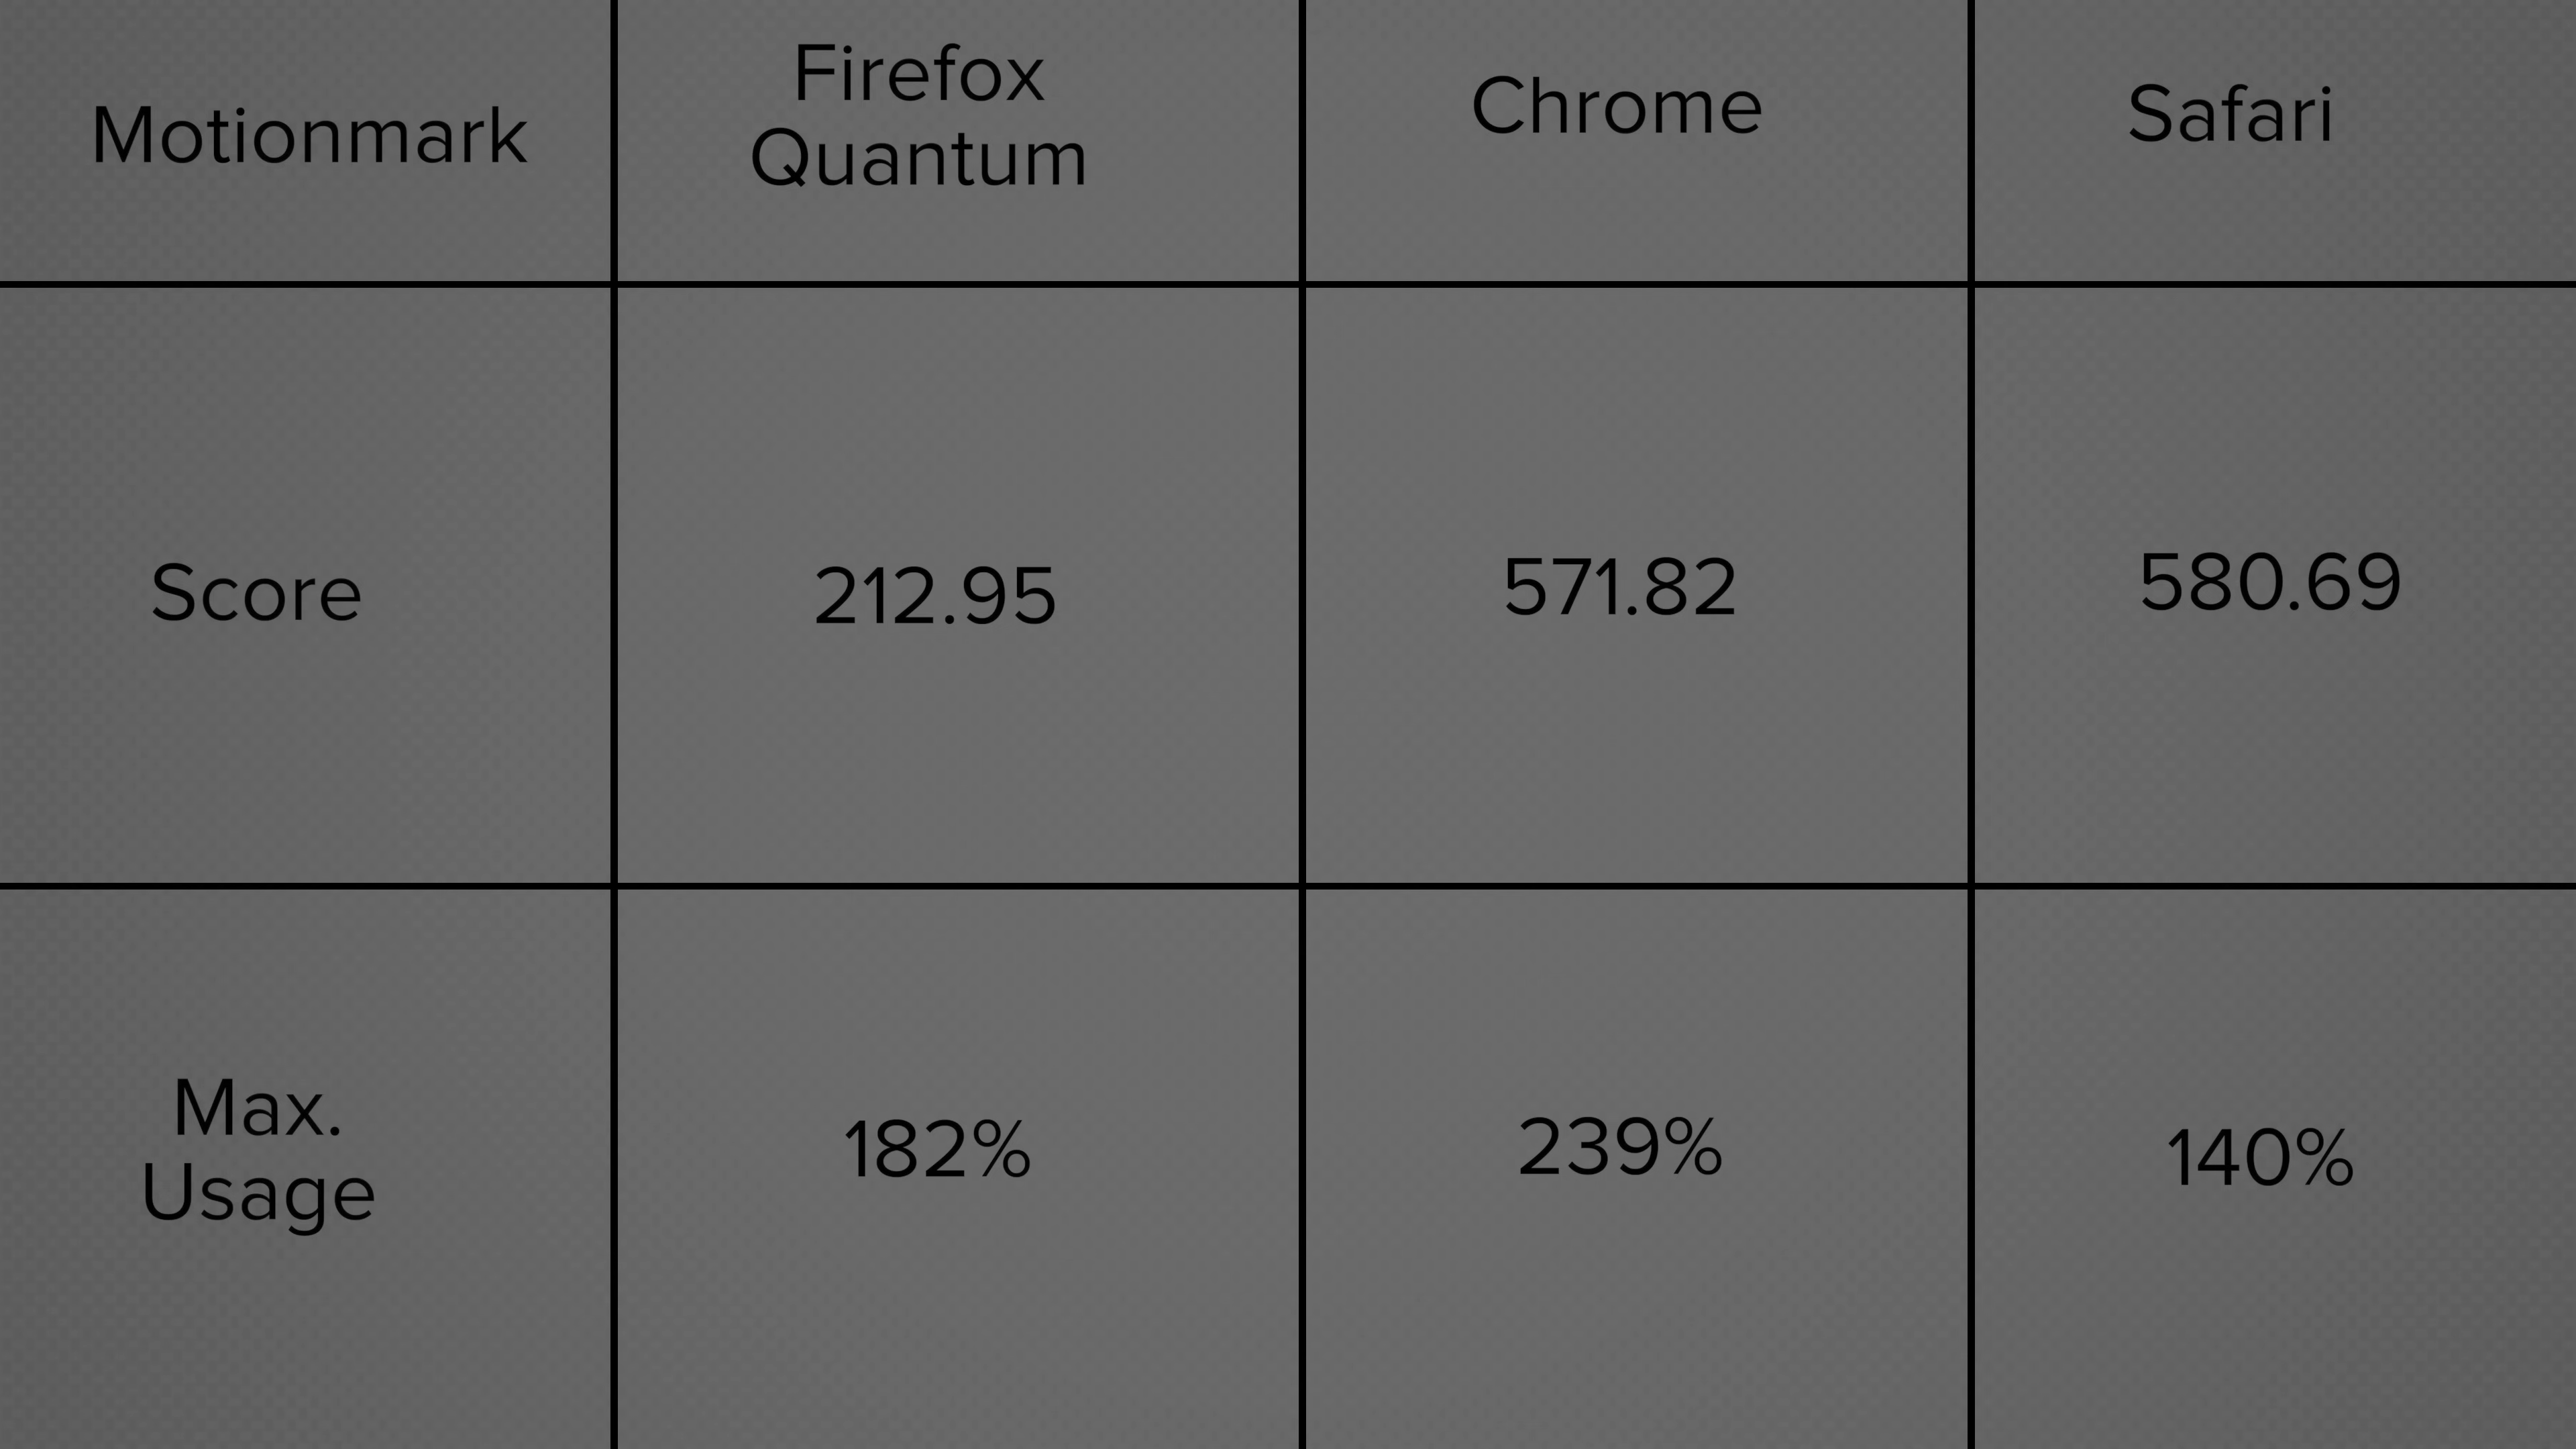 Motionmark
Firefox
Quantum
Chrome
Safari
Score
212.95
571.82
580.69
Max.
Usage
182%
239%
140%